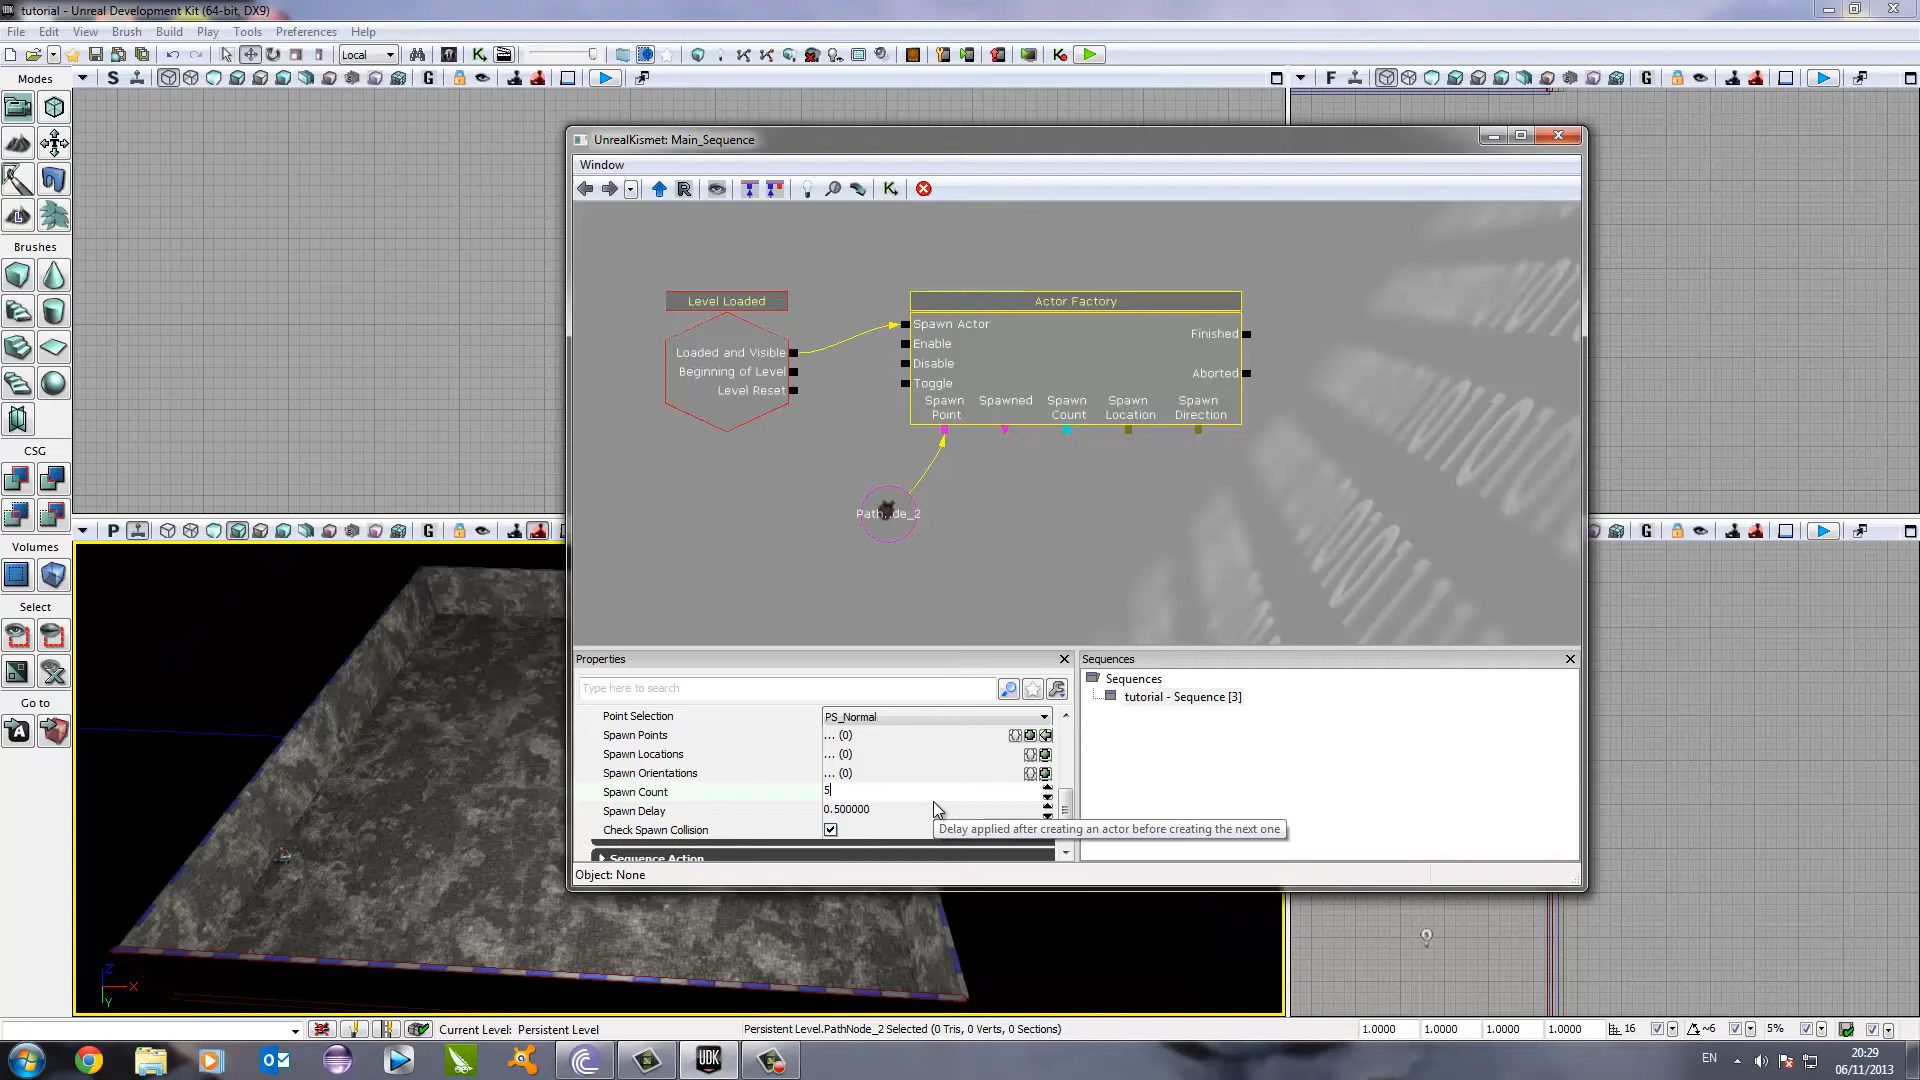 tutorial - Unreal Development Kit (64-bit, DX9)
File Edit View Brush Build Play Tools Preferences Help
Local
Modes
S G F G
UnrealKismet: Main_Sequence
Window
R K
Brushes
Level Loaded
Loaded and Visible
Beginning of Level
Level Reset
Actor Factory
Spawn Actor
Enable
Disable
Toggle
Finished
Aborted
Spawn Point
Spawned
Spawn Count
Spawn Location
Spawn Direction
CSG
P G G
Volumes
Select
Go to
Properties
Type here to search
Point Selection PS_Normal
Spawn Points ... (0)
Spawn Locations ... (0)
Spawn Orientations ... (0)
Spawn Count 5
Spawn Delay 0.500000
Check Spawn Collision
Delay applied after creating an actor before creating the next one
Sequence Action
Sequences
Sequences
tutorial - Sequence [3]
Object: None
Z X Y
Current Level: Persistent Level
Persistent Level.PathNode_2 Selected (0 Tris, 0 Verts, 0 Sections)
1.0000 1.0000 1.0000 1.0000 16 ~6 5%
UDK
EN
20:29
06/11/2013